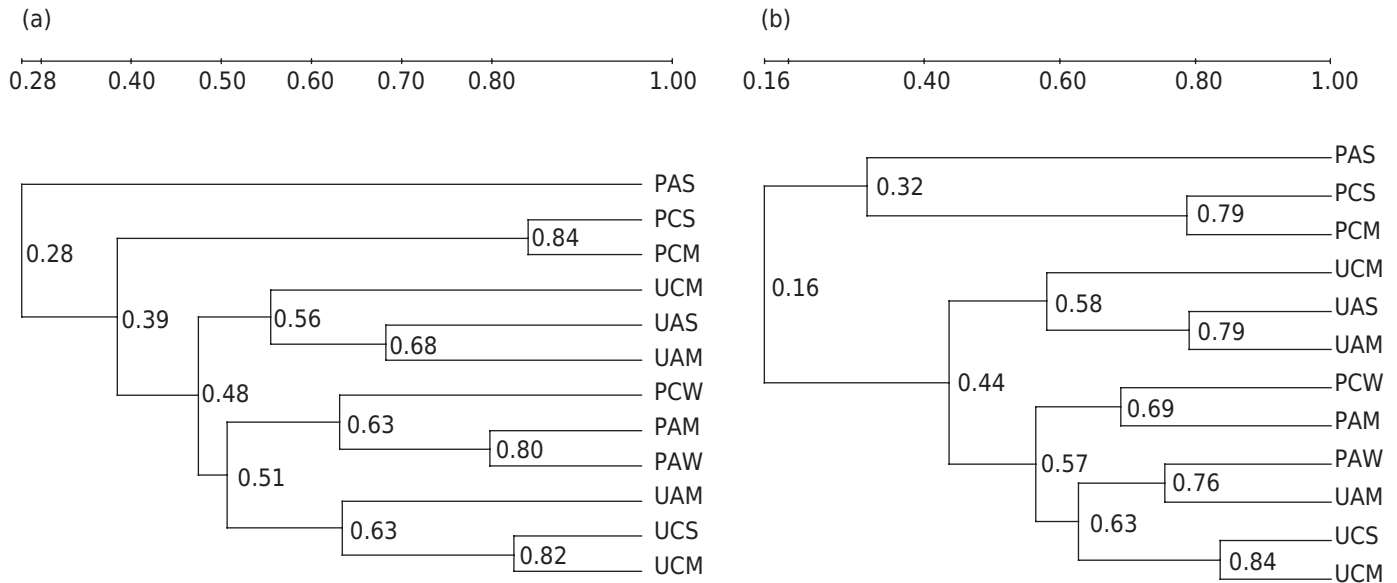 (a)
0.28 0.40 0.50 0.60 0.70 0.80 1.00
PAS
PCS
0.84
PCM
0.28
UCM
0.39
0.56
UAS
0.68
UAM
0.48
PCW
0.63
PAM
0.80
PAW
0.51
UAM
0.63
UCS
0.82
UCM
(b)
0.16 0.40 0.60 0.80 1.00
PAS
0.32
PCS
0.79
PCM
UCM
0.16
0.58
UAS
0.79
UAM
0.44
PCW
0.69
PAM
PAW
0.57
0.76
UAM
0.63
UCS
0.84
UCM